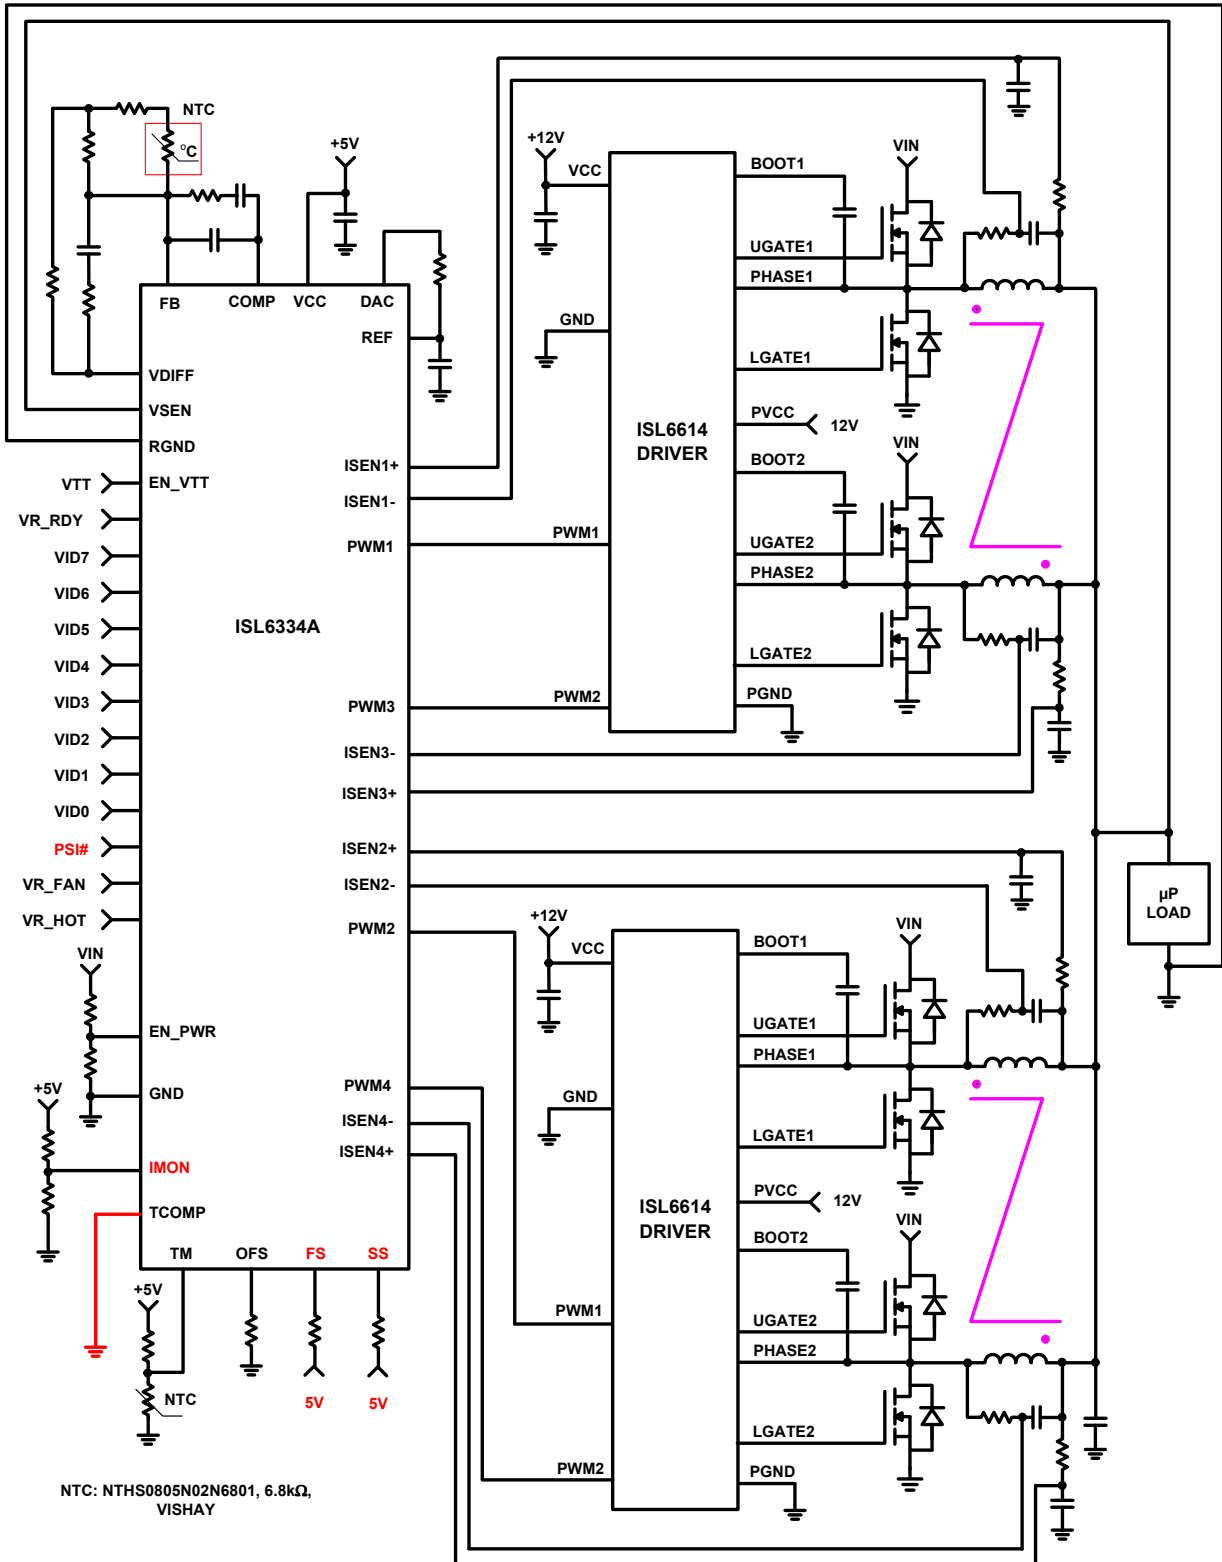 NTC
°C
+5V
FB
COMP
VCC
DAC
REF
VDIFF
VSEN
RGND
VTT
EN_VTT
VR_RDY
VID7
VID6
VID5
VID4
VID3
VID2
VID1
VID0
PSI#
VR_FAN
VR_HOT
VIN
EN_PWR
GND
+5V
IMON
TCOMP
TM
OFS
FS
SS
+5V
NTC
5V
5V
ISL6334A
ISEN1+
ISEN1-
PWM1
PWM3
ISEN3-
ISEN3+
ISEN2+
ISEN2-
PWM2
PWM4
ISEN4-
ISEN4+
+12V
VCC
GND
PWM1
PWM2
ISL6614
DRIVER
BOOT1
UGATE1
PHASE1
LGATE1
PVCC
12V
BOOT2
UGATE2
PHASE2
LGATE2
PGND
VIN
VIN
µP
LOAD
+12V
VCC
GND
PWM1
PWM2
ISL6614
DRIVER
BOOT1
UGATE1
PHASE1
LGATE1
PVCC
12V
BOOT2
UGATE2
PHASE2
LGATE2
PGND
VIN
VIN
NTC: NTHS0805N02N6801, 6.8kΩ,
VISHAY